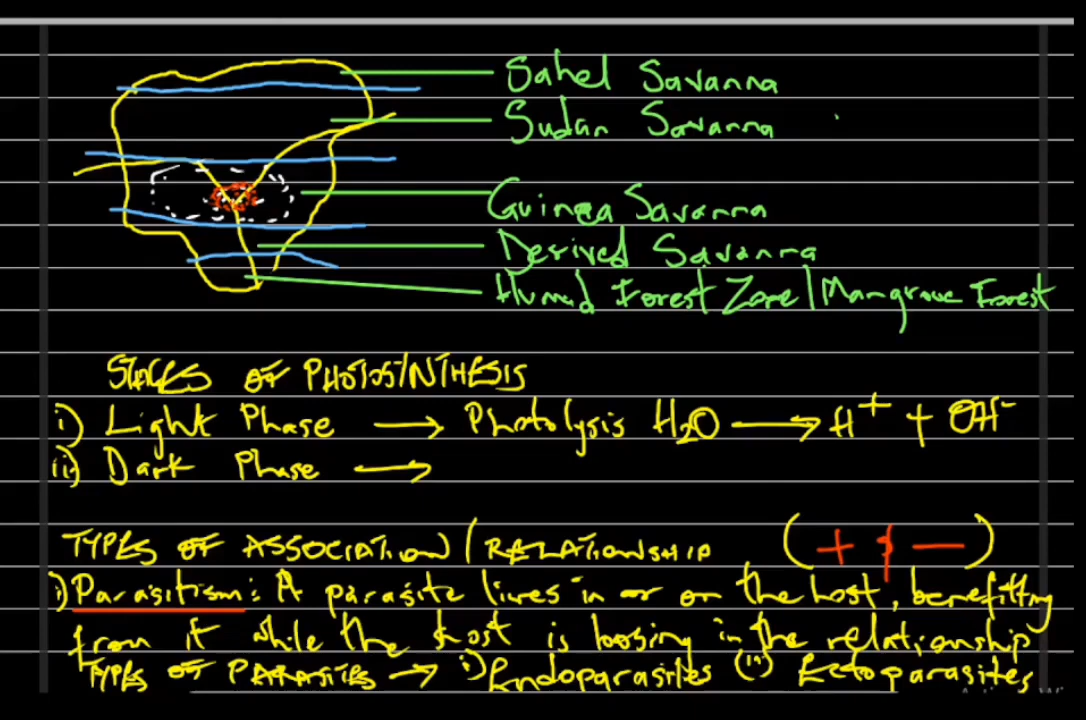 Sahel Savanna
Sudan Savanna
Guinea Savanna
Derived Savanna
Humid Forest Zone/Mangrove Forest
STAGES OF PHOTOSYNTHESIS
i) Light Phase → Photolysis H₂O → H⁺ + OH⁻
ii) Dark Phase →
TYPES OF ASSOCIATION/RELATIONSHIP (+ & −)
i) Parasitism: A parasite lives in or on the host, benefitting
from it while the host is loosing in the relationship
TYPES OF PARASITES → i) Endoparasites (ii) Ectoparasites